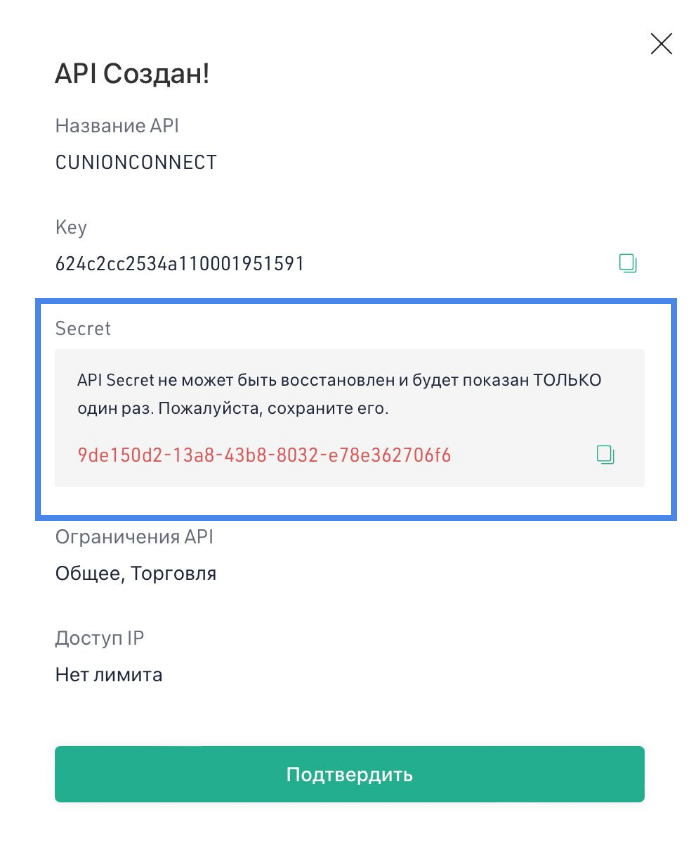 API Создан!
Название API
CUNIONCONNECT
Key
624c2cc2534a110001951591
Secret
API Secret не может быть восстановлен и будет показан ТОЛЬКО
один раз. Пожалуйста, сохраните его.
9de150d2-13a8-43b8-8032-e78e362706f6
Ограничения API
Общее, Торговля
Доступ IP
Нет лимита
Подтвердить